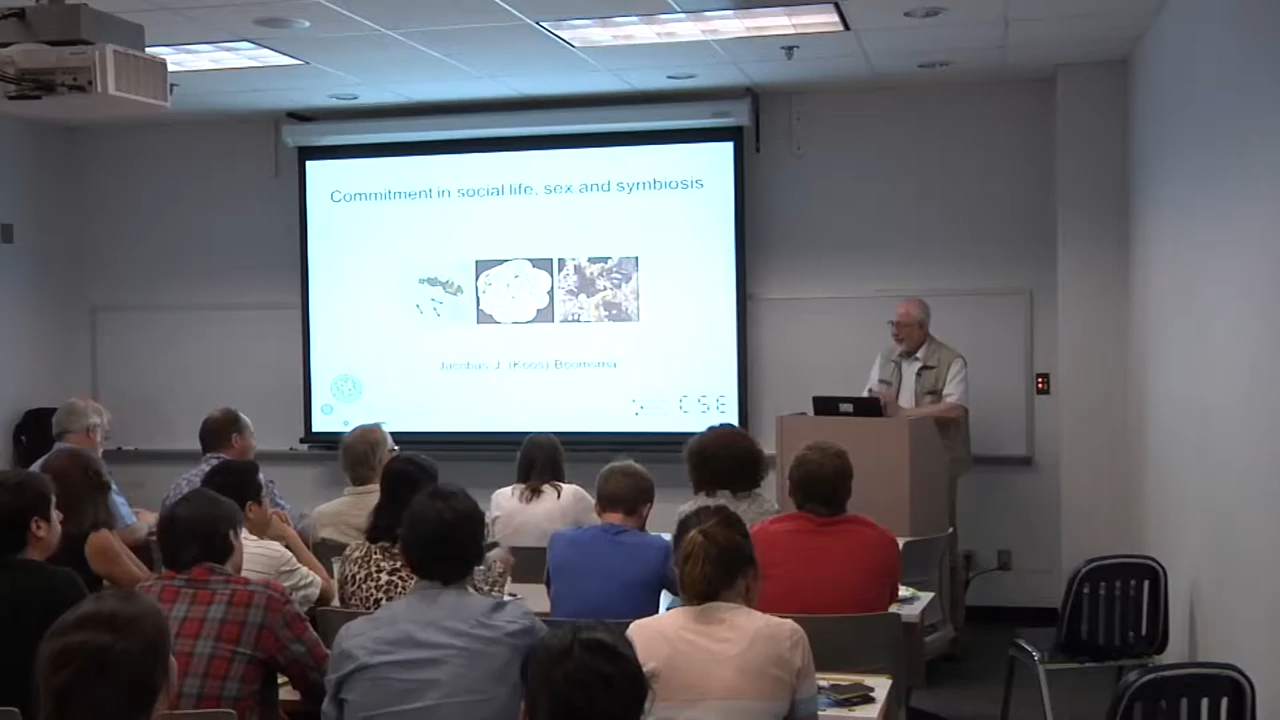 Commitment in social life, sex and symbiosis
Jacobus J. (Koos) Boomsma
CSE